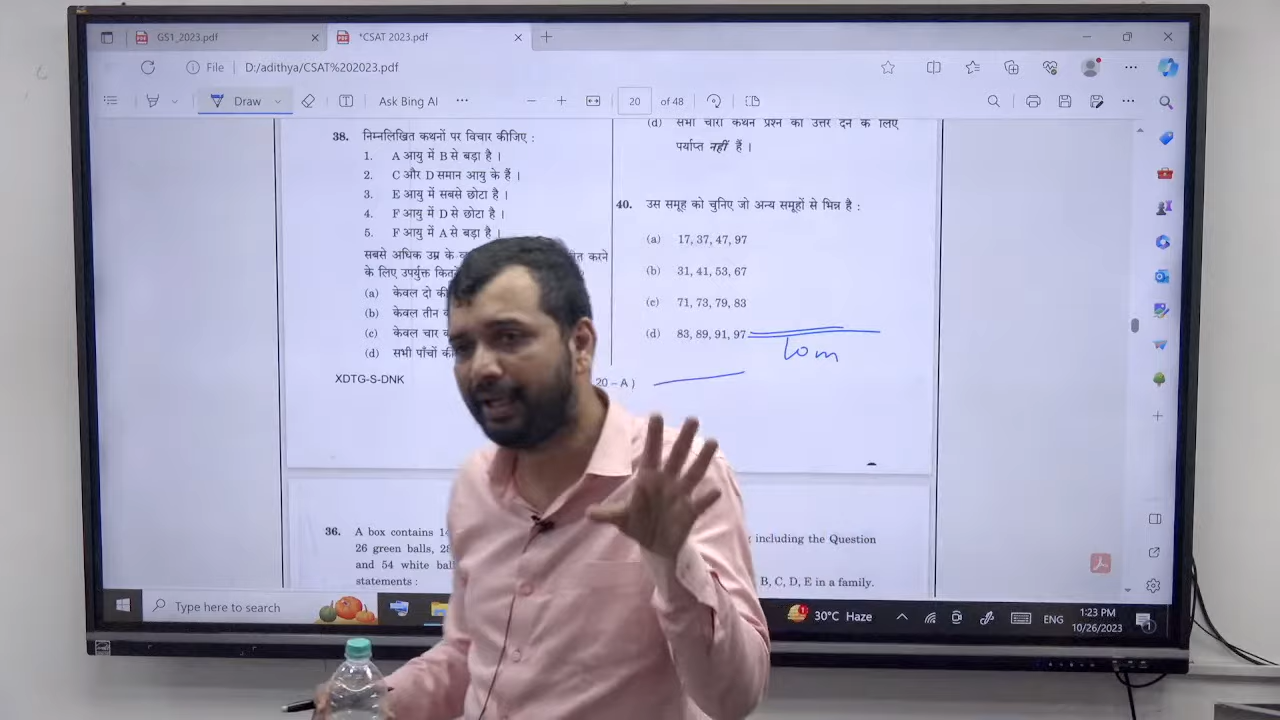 GS1_2023.pdf
*CSAT 2023.pdf
File D:/adithya/CSAT%202023.pdf
Draw
Ask Bing AI
20 of 48
38. निम्नलिखित कथनों पर विचार कीजिए :
1. A आयु में B से बड़ा है ।
2. C और D समान आयु के हैं ।
3. E आयु में सबसे छोटा है ।
4. F आयु में D से छोटा है ।
5. F आयु में A से बड़ा है ।
सबसे अधिक उम्र के
करने
के लिए उपर्युक्त
(a) केवल दो
(b) केवल तीन
(c) केवल चार
(d) सभी पाँचों
XDTG-S-DNK
20 – A )
(d) सभी चारों कथन प्रश्न का उत्तर देने के लिए
पर्याप्त नहीं हैं ।
40. उस समूह को चुनिए जो अन्य समूहों से भिन्न है :
(a) 17, 37, 47, 97
(b) 31, 41, 53, 67
(c) 71, 73, 79, 83
(d) 83, 89, 91, 97
36. A box contains 14
26 green balls, 28
and 54 white
statements :
including the Question
B, C, D, E in a family.
Type here to search
30°C Haze
ENG
1:23 PM
10/26/2023